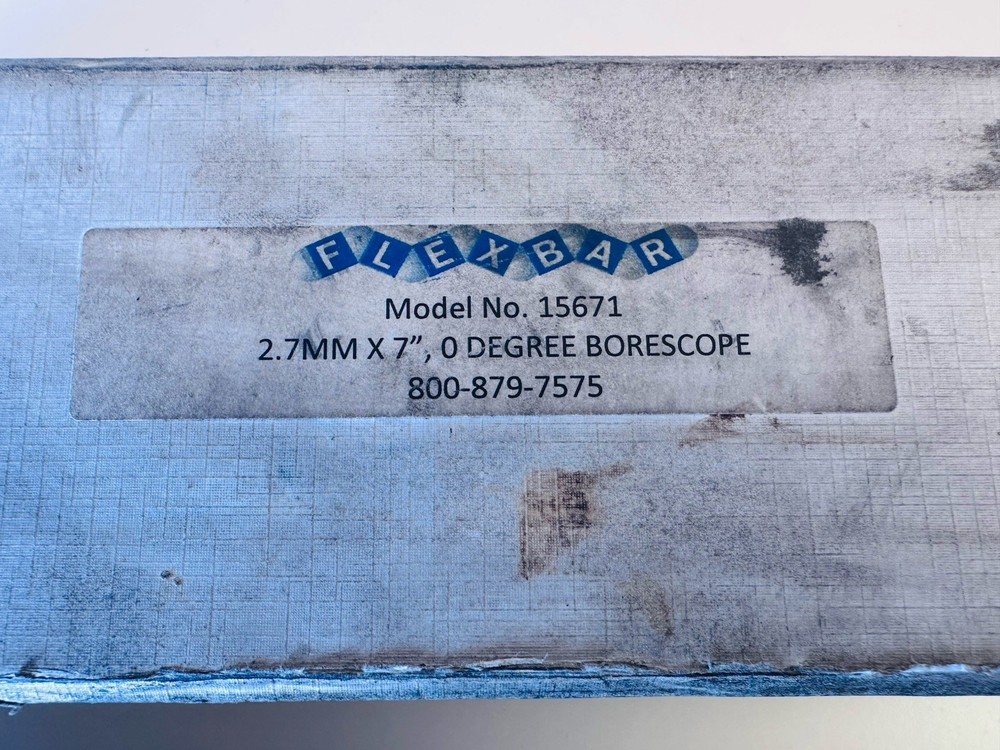 FLEXBAR
Model No. 15671
2.7MM X 7”, 0 DEGREE BORESCOPE
800-879-7575